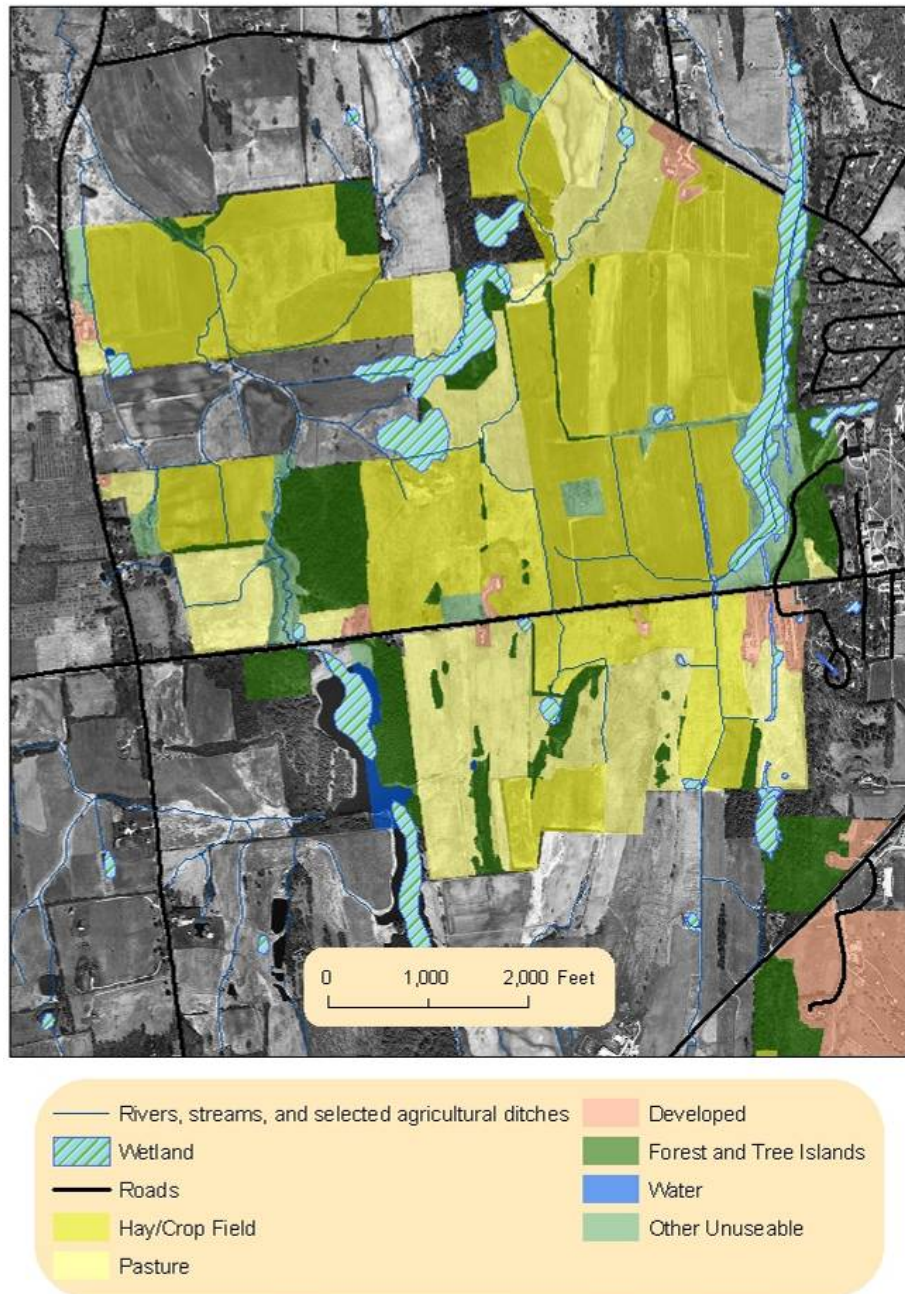 0 1,000 2,000 Feet
Rivers, streams, and selected agricultural ditches
Wetland
Roads
Hay/Crop Field
Pasture
Developed
Forest and Tree Islands
Water
Other Unuseable